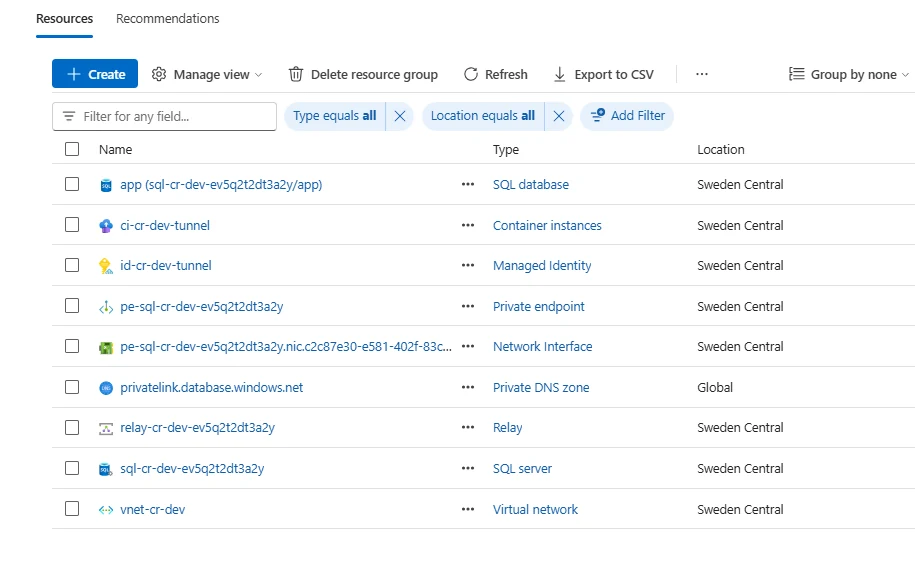 Resources Recommendations
Create Manage view Delete resource group Refresh Export to CSV ... Group by none
Filter for any field... Type equals all Location equals all Add Filter
Name Type Location
app (sql-cr-dev-ev5q2t2dt3a2y/app) ... SQL database Sweden Central
ci-cr-dev-tunnel ... Container instances Sweden Central
id-cr-dev-tunnel ... Managed Identity Sweden Central
pe-sql-cr-dev-ev5q2t2dt3a2y ... Private endpoint Sweden Central
pe-sql-cr-dev-ev5q2t2dt3a2y.nic.c2c87e30-e581-402f-83c... ... Network Interface Sweden Central
privatelink.database.windows.net ... Private DNS zone Global
relay-cr-dev-ev5q2t2dt3a2y ... Relay Sweden Central
sql-cr-dev-ev5q2t2dt3a2y ... SQL server Sweden Central
vnet-cr-dev ... Virtual network Sweden Central